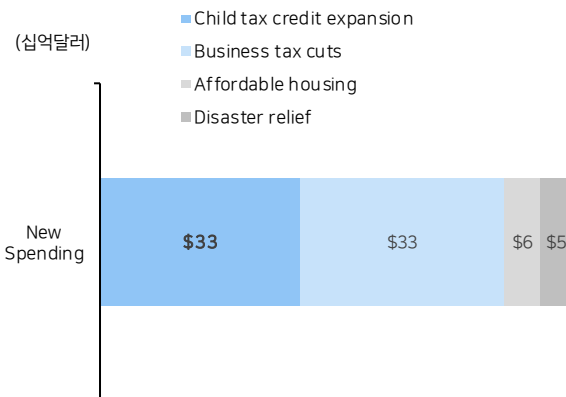 (십억달러)
Child tax credit expansion
Business tax cuts
Affordable housing
Disaster relief
New
Spending
$33
$33
$6
$5